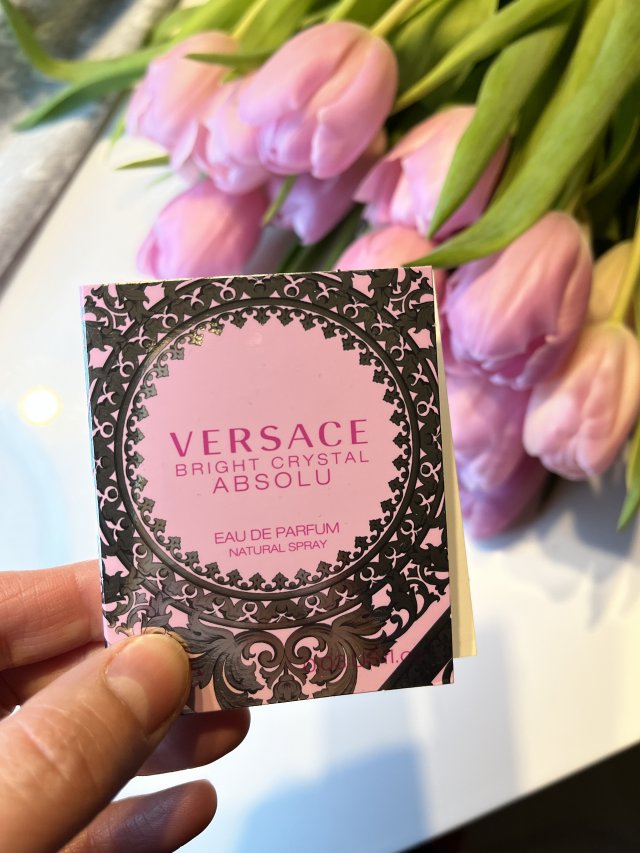 VERSACE
BRIGHT CRYSTAL
ABSOLU
EAU DE PARFUM
NATURAL SPRAY